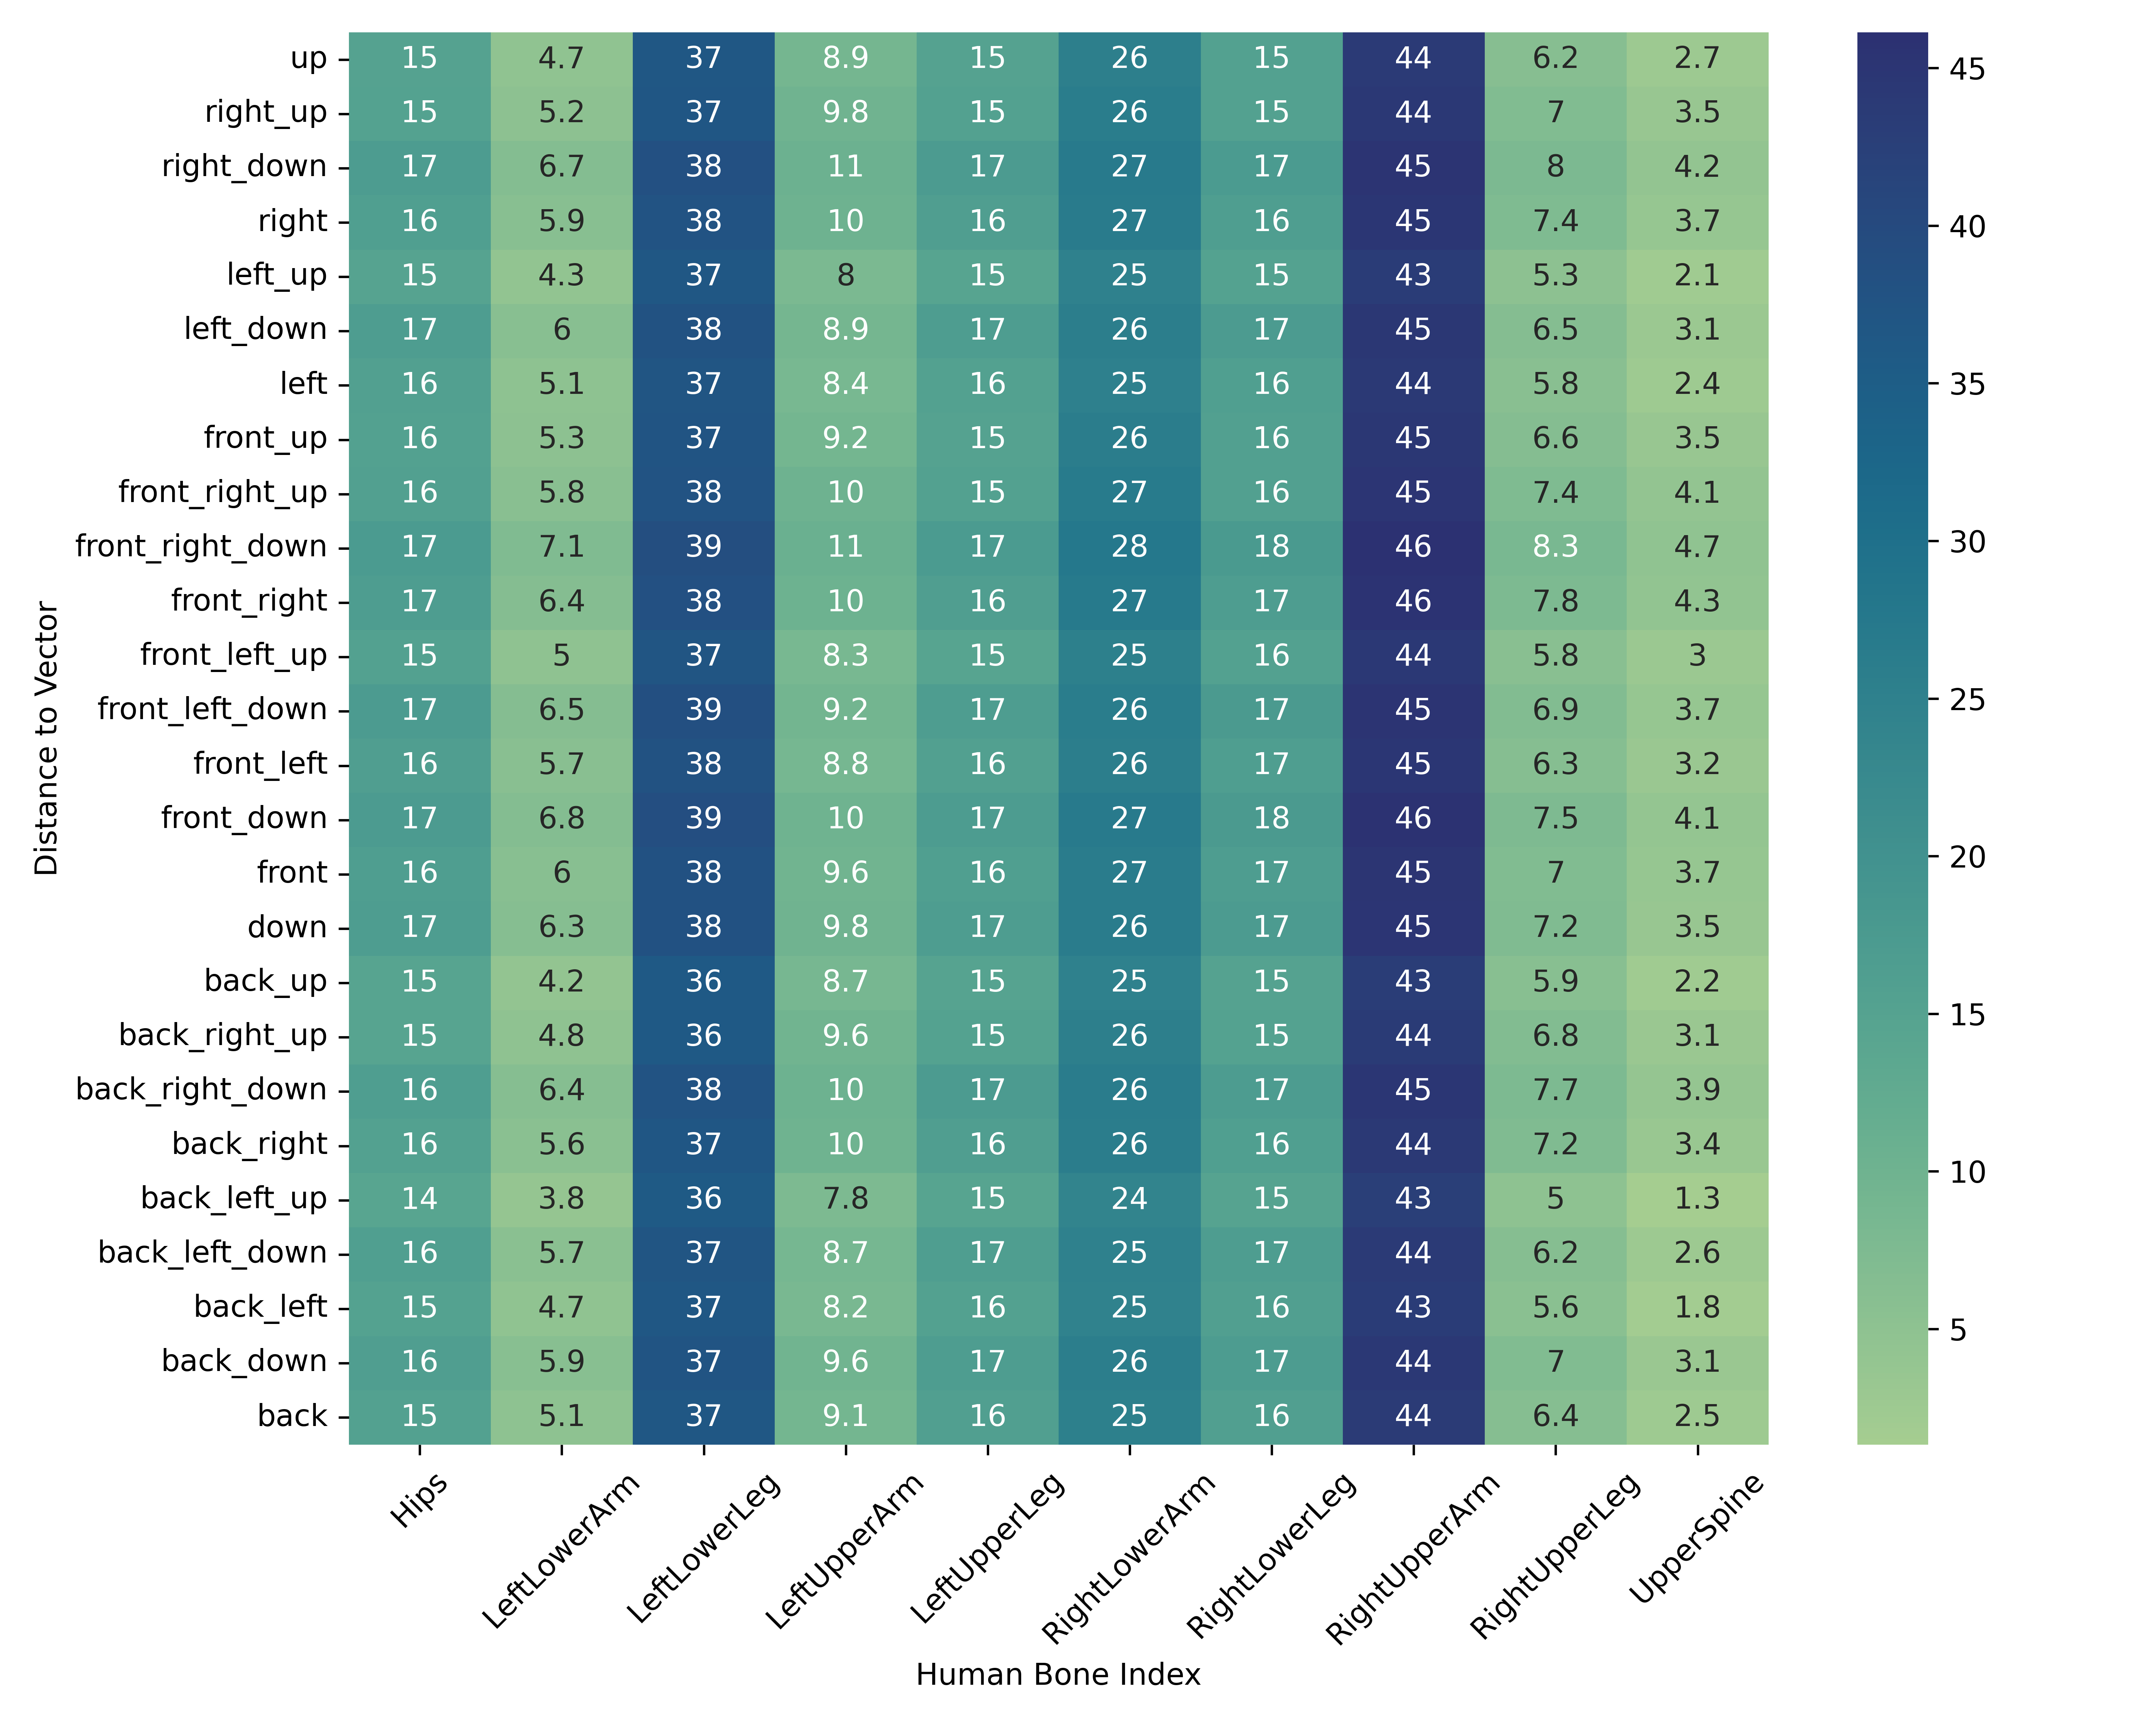 up 15 4.7 37 8.9 15 26 15 44 6.2 2.7
right_up 15 5.2 37 9.8 15 26 15 44 7 3.5
right_down 17 6.7 38 11 17 27 17 45 8 4.2
right 16 5.9 38 10 16 27 16 45 7.4 3.7
left_up 15 4.3 37 8 15 25 15 43 5.3 2.1
left_down 17 6 38 8.9 17 26 17 45 6.5 3.1
left 16 5.1 37 8.4 16 25 16 44 5.8 2.4
front_up 16 5.3 37 9.2 15 26 16 45 6.6 3.5
front_right_up 16 5.8 38 10 15 27 16 45 7.4 4.1
front_right_down 17 7.1 39 11 17 28 18 46 8.3 4.7
front_right 17 6.4 38 10 16 27 17 46 7.8 4.3
front_left_up 15 5 37 8.3 15 25 16 44 5.8 3
front_left_down 17 6.5 39 9.2 17 26 17 45 6.9 3.7
front_left 16 5.7 38 8.8 16 26 17 45 6.3 3.2
front_down 17 6.8 39 10 17 27 18 46 7.5 4.1
front 16 6 38 9.6 16 27 17 45 7 3.7
down 17 6.3 38 9.8 17 26 17 45 7.2 3.5
back_up 15 4.2 36 8.7 15 25 15 43 5.9 2.2
back_right_up 15 4.8 36 9.6 15 26 15 44 6.8 3.1
back_right_down 16 6.4 38 10 17 26 17 45 7.7 3.9
back_right 16 5.6 37 10 16 26 16 44 7.2 3.4
back_left_up 14 3.8 36 7.8 15 24 15 43 5 1.3
back_left_down 16 5.7 37 8.7 17 25 17 44 6.2 2.6
back_left 15 4.7 37 8.2 16 25 16 43 5.6 1.8
back_down 16 5.9 37 9.6 17 26 17 44 7 3.1
back 15 5.1 37 9.1 16 25 16 44 6.4 2.5
Hips LeftLowerArm LeftLowerLeg LeftUpperArm LeftUpperLeg RightLowerArm RightLowerLeg RightUpperArm RightUpperLeg UpperSpine
Human Bone Index
Distance to Vector
45
40
35
30
25
20
15
10
5